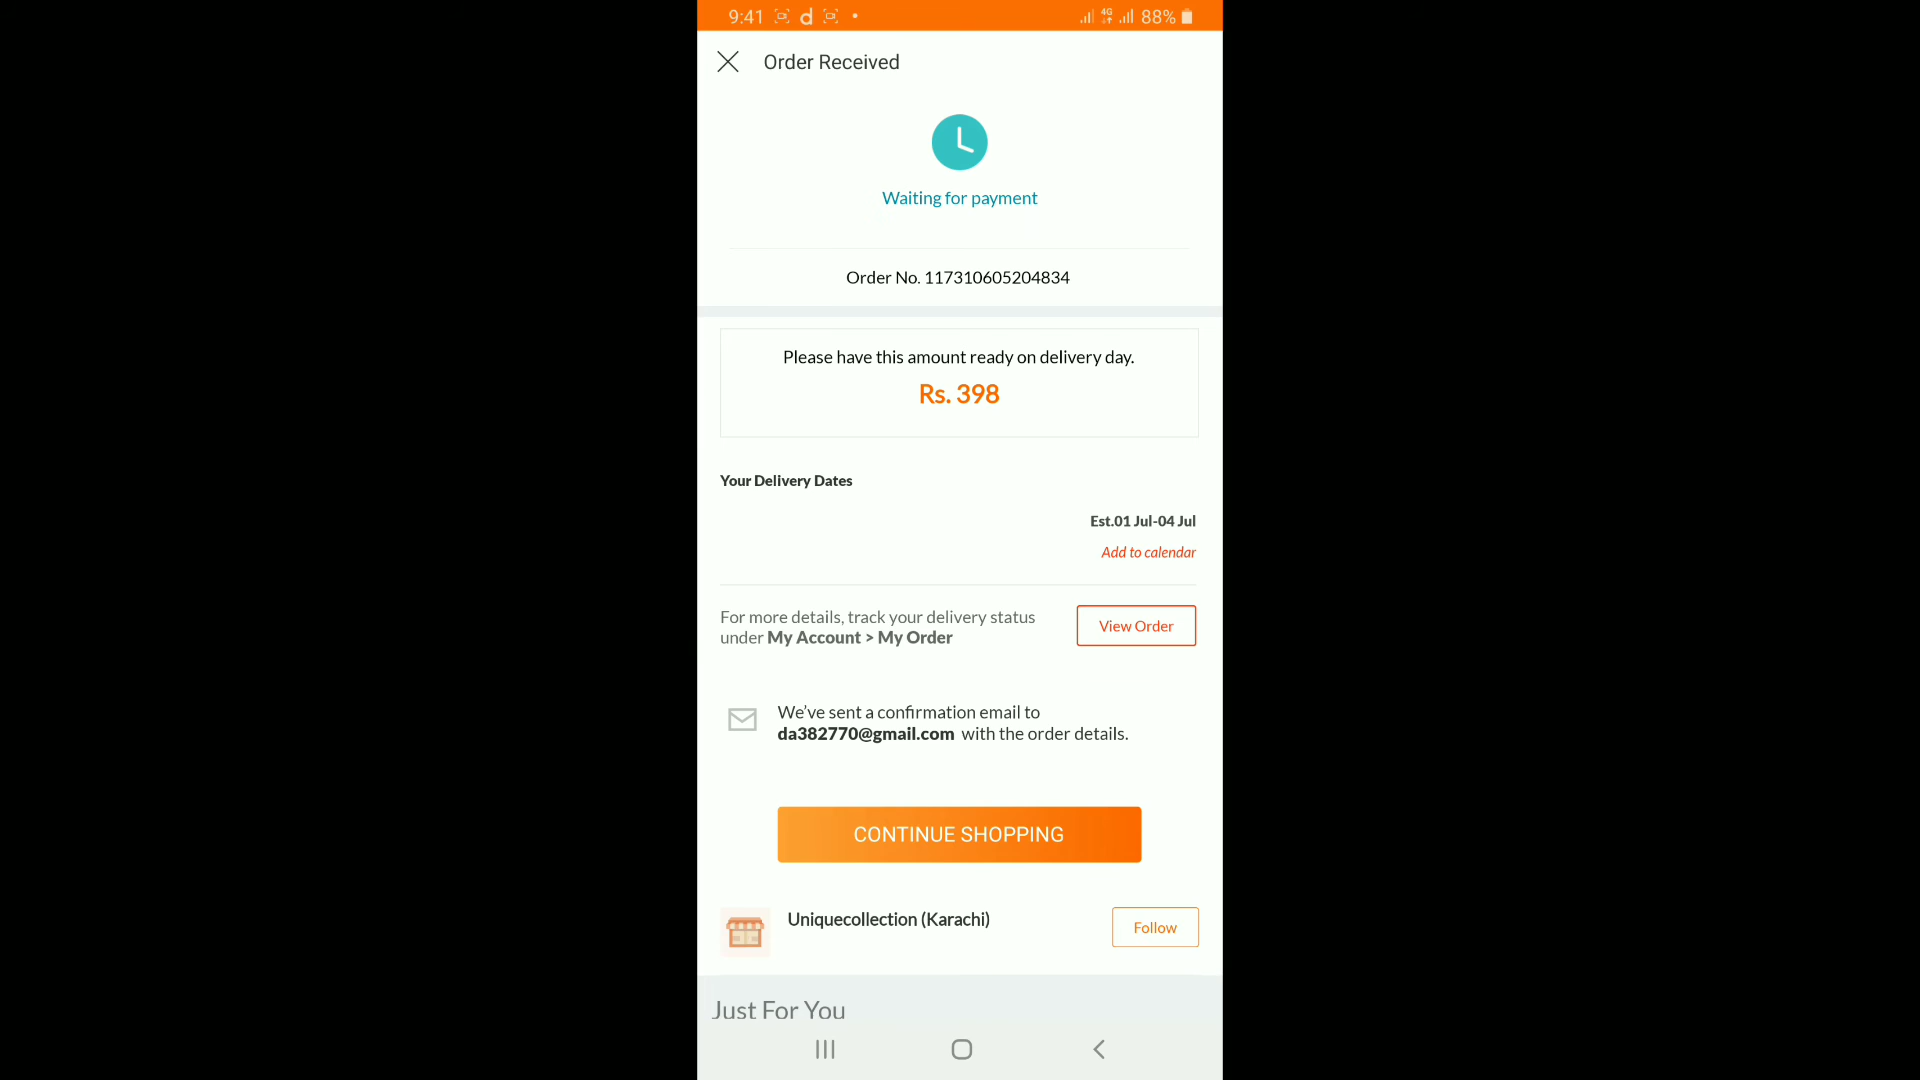 9:41 d 4G 88%
Order Received
Waiting for payment
Order No. 117310605204834
Please have this amount ready on delivery day.
Rs. 398
Your Delivery Dates
Est.01 Jul-04 Jul
Add to calendar
For more details, track your delivery status
under My Account > My Order
View Order
We've sent a confirmation email to
da382770@gmail.com with the order details.
CONTINUE SHOPPING
Uniquecollection (Karachi)
Follow
Just For You